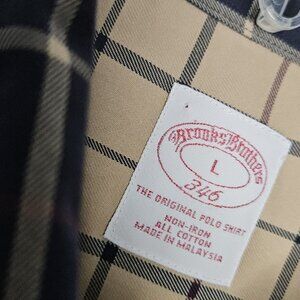 Brooks Brothers
L
346
THE ORIGINAL POLO SHIRT
NON-IRON
ALL COTTON
MADE IN MALAYSIA